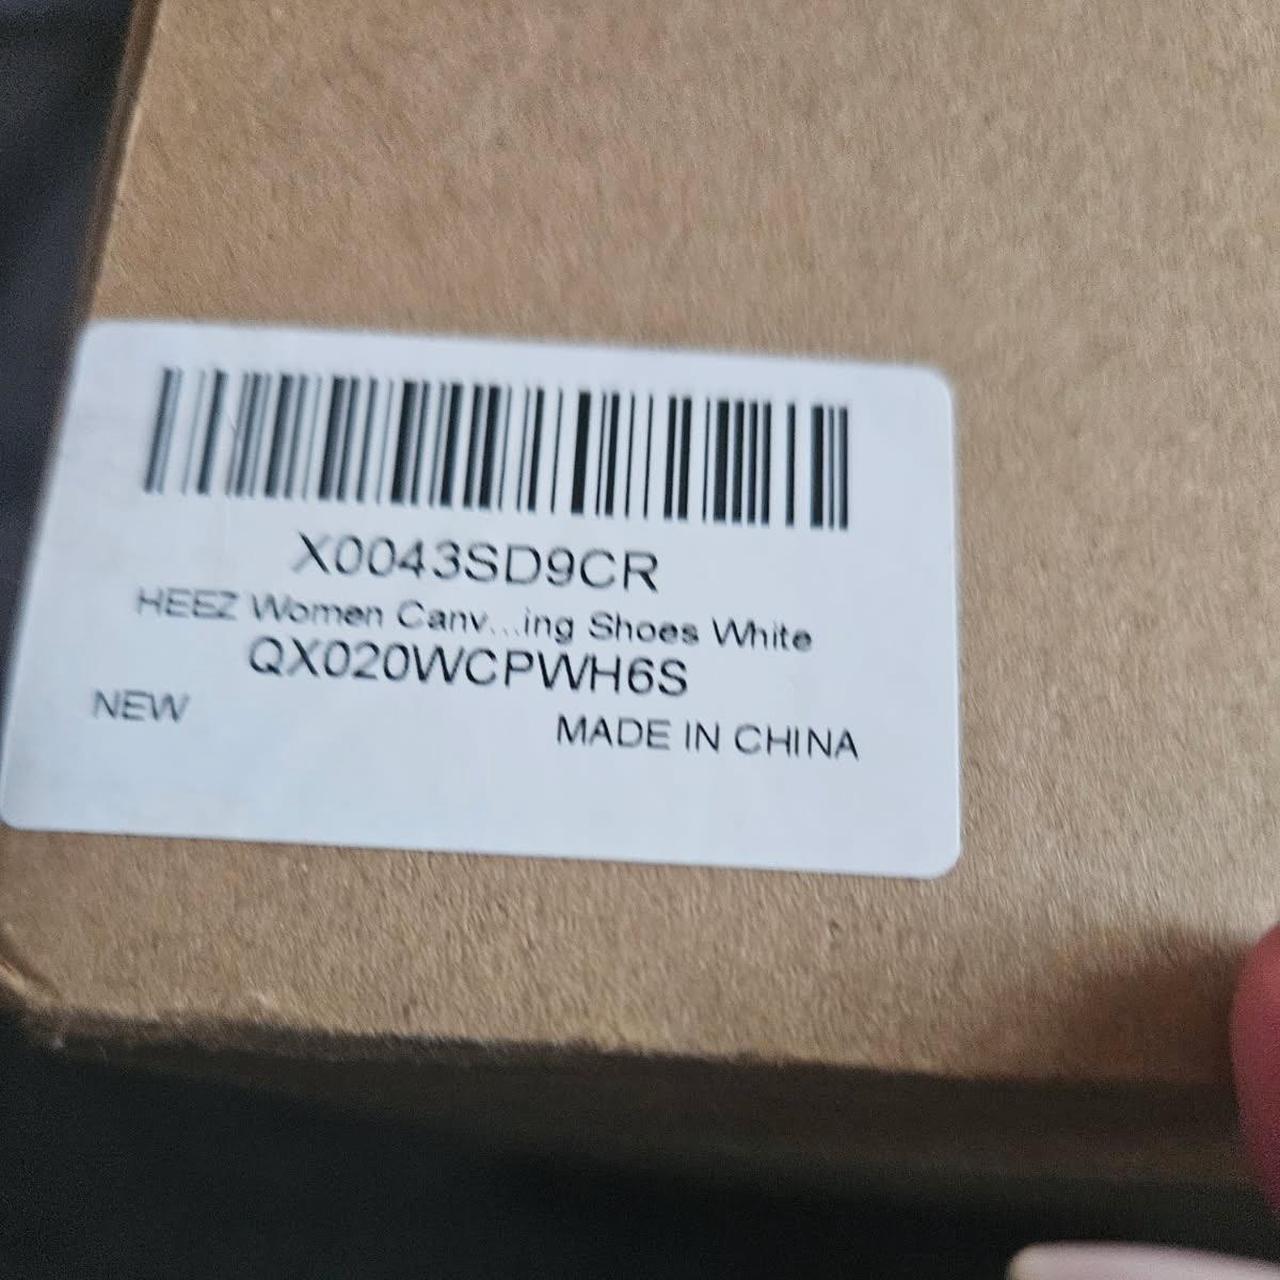 X0043SD9CR
HEEZ Women Canv...ing Shoes White
QX020WCPWH6S
NEW
MADE IN CHINA